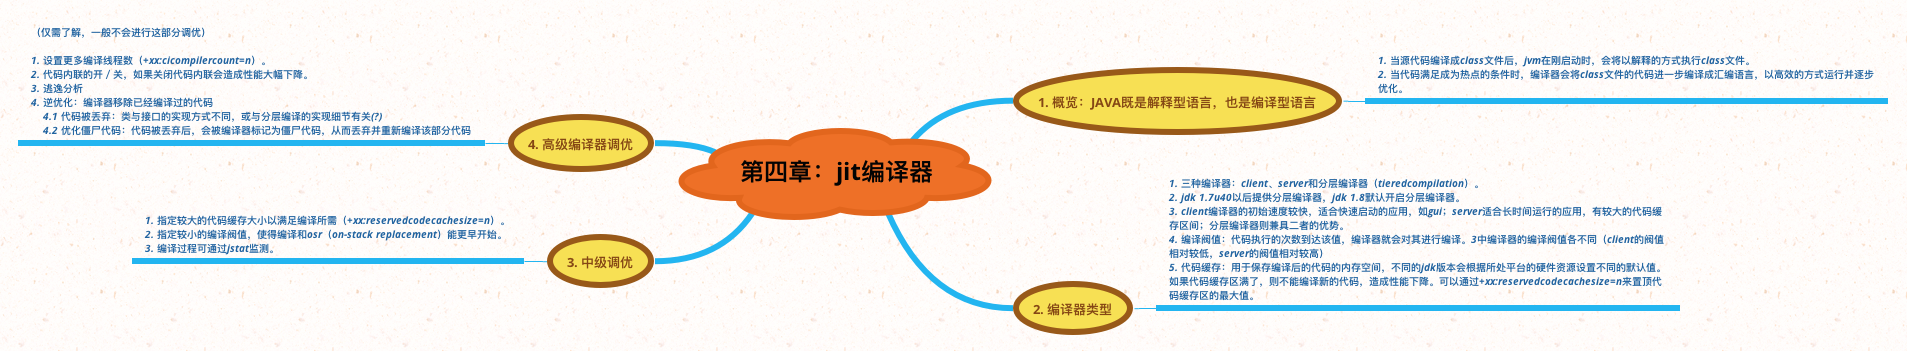 第四章：jit编译器
1. 概览：JAVA既是解释型语言，也是编译型语言
1. 当源代码编译成class文件后，jvm在刚启动时，会将以解释的方式执行class文件。
2. 当代码满足成为热点的条件时，编译器会将class文件的代码进一步编译成汇编语言，以高效的方式运行并逐步
优化。
2. 编译器类型
1. 三种编译器：client、server和分层编译器（tieredcompilation）。
2. jdk 1.7u40以后提供分层编译器，jdk 1.8默认开启分层编译器。
3. client编译器的初始速度较快，适合快速启动的应用，如gui；server适合长时间运行的应用，有较大的代码缓
存区间；分层编译器则兼具二者的优势。
4. 编译阀值：代码执行的次数到达该值，编译器就会对其进行编译。3中编译器的编译阀值各不同（client的阀值
相对较低，server的阀值相对较高）
5. 代码缓存：用于保存编译后的代码的内存空间，不同的jdk版本会根据所处平台的硬件资源设置不同的默认值。
如果代码缓存区满了，则不能编译新的代码，造成性能下降。可以通过+xx:reservedcodecachesize=n来置顶代
码缓存区的最大值。
3. 中级调优
1. 指定较大的代码缓存大小以满足编译所需（+xx:reservedcodecachesize=n）。
2. 指定较小的编译阀值，使得编译和osr（on-stack replacement）能更早开始。
3. 编译过程可通过jstat监测。
4. 高级编译器调优
（仅需了解，一般不会进行这部分调优）
1. 设置更多编译线程数（+xx:cicompilercount=n）。
2. 代码内联的开 / 关，如果关闭代码内联会造成性能大幅下降。
3. 逃逸分析
4. 逆优化：编译器移除已经编译过的代码
4.1 代码被丢弃：类与接口的实现方式不同，或与分层编译的实现细节有关(?)
4.2 优化僵尸代码：代码被丢弃后，会被编译器标记为僵尸代码，从而丢弃并重新编译该部分代码